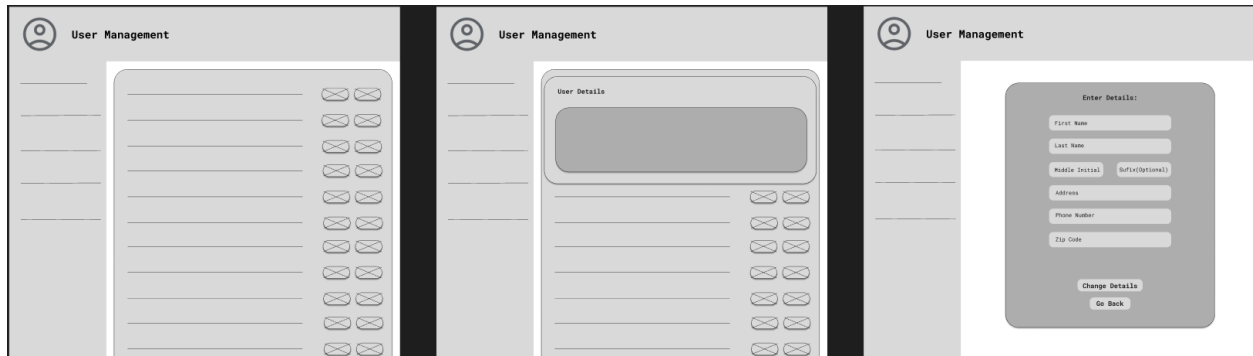 User Management
User Management
User Details
User Management
Enter Details:
First Name
Last Name
Middle Initial
Sufix(Optional)
Address
Phone Number
Zip Code
Change Details
Go Back